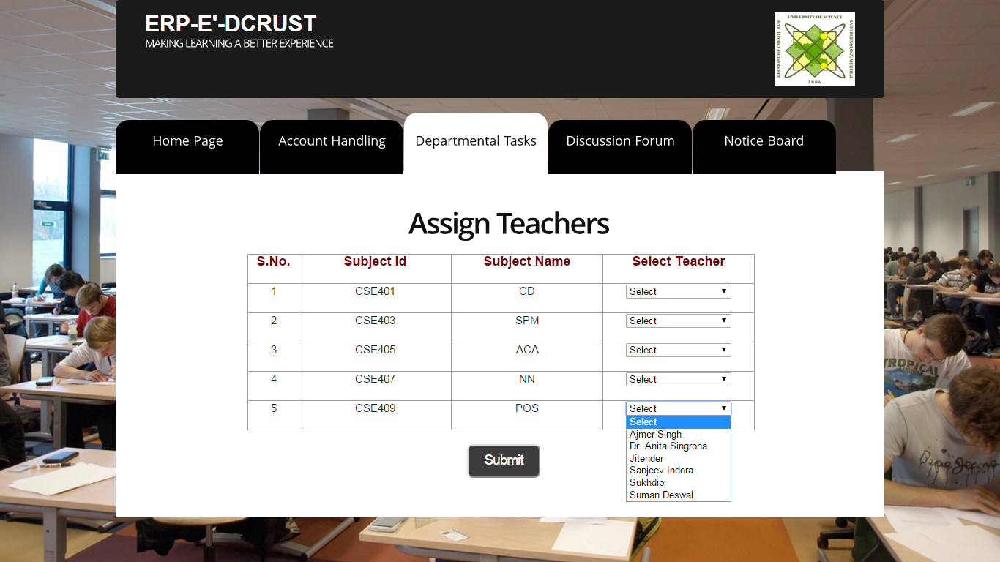 ERP-E'-DCRUST
MAKING LEARNING A BETTER EXPERIENCE
UNIVERSITY OF SCIENCE
AND TECHNOLOGY, MURTHAL
DEENBANDHU CHHOTU RAM
2006
Home Page
Account Handling
Departmental Tasks
Discussion Forum
Notice Board
Assign Teachers
S.No. Subject Id Subject Name Select Teacher
1 CSE401 CD Select
2 CSE403 SPM Select
3 CSE405 ACA Select
4 CSE407 NN Select
5 CSE409 POS Select
Select
Ajmer Singh
Dr. Anita Singroha
Jitender
Sanjeev Indora
Sukhdip
Suman Deswal
Submit
TROPICAL